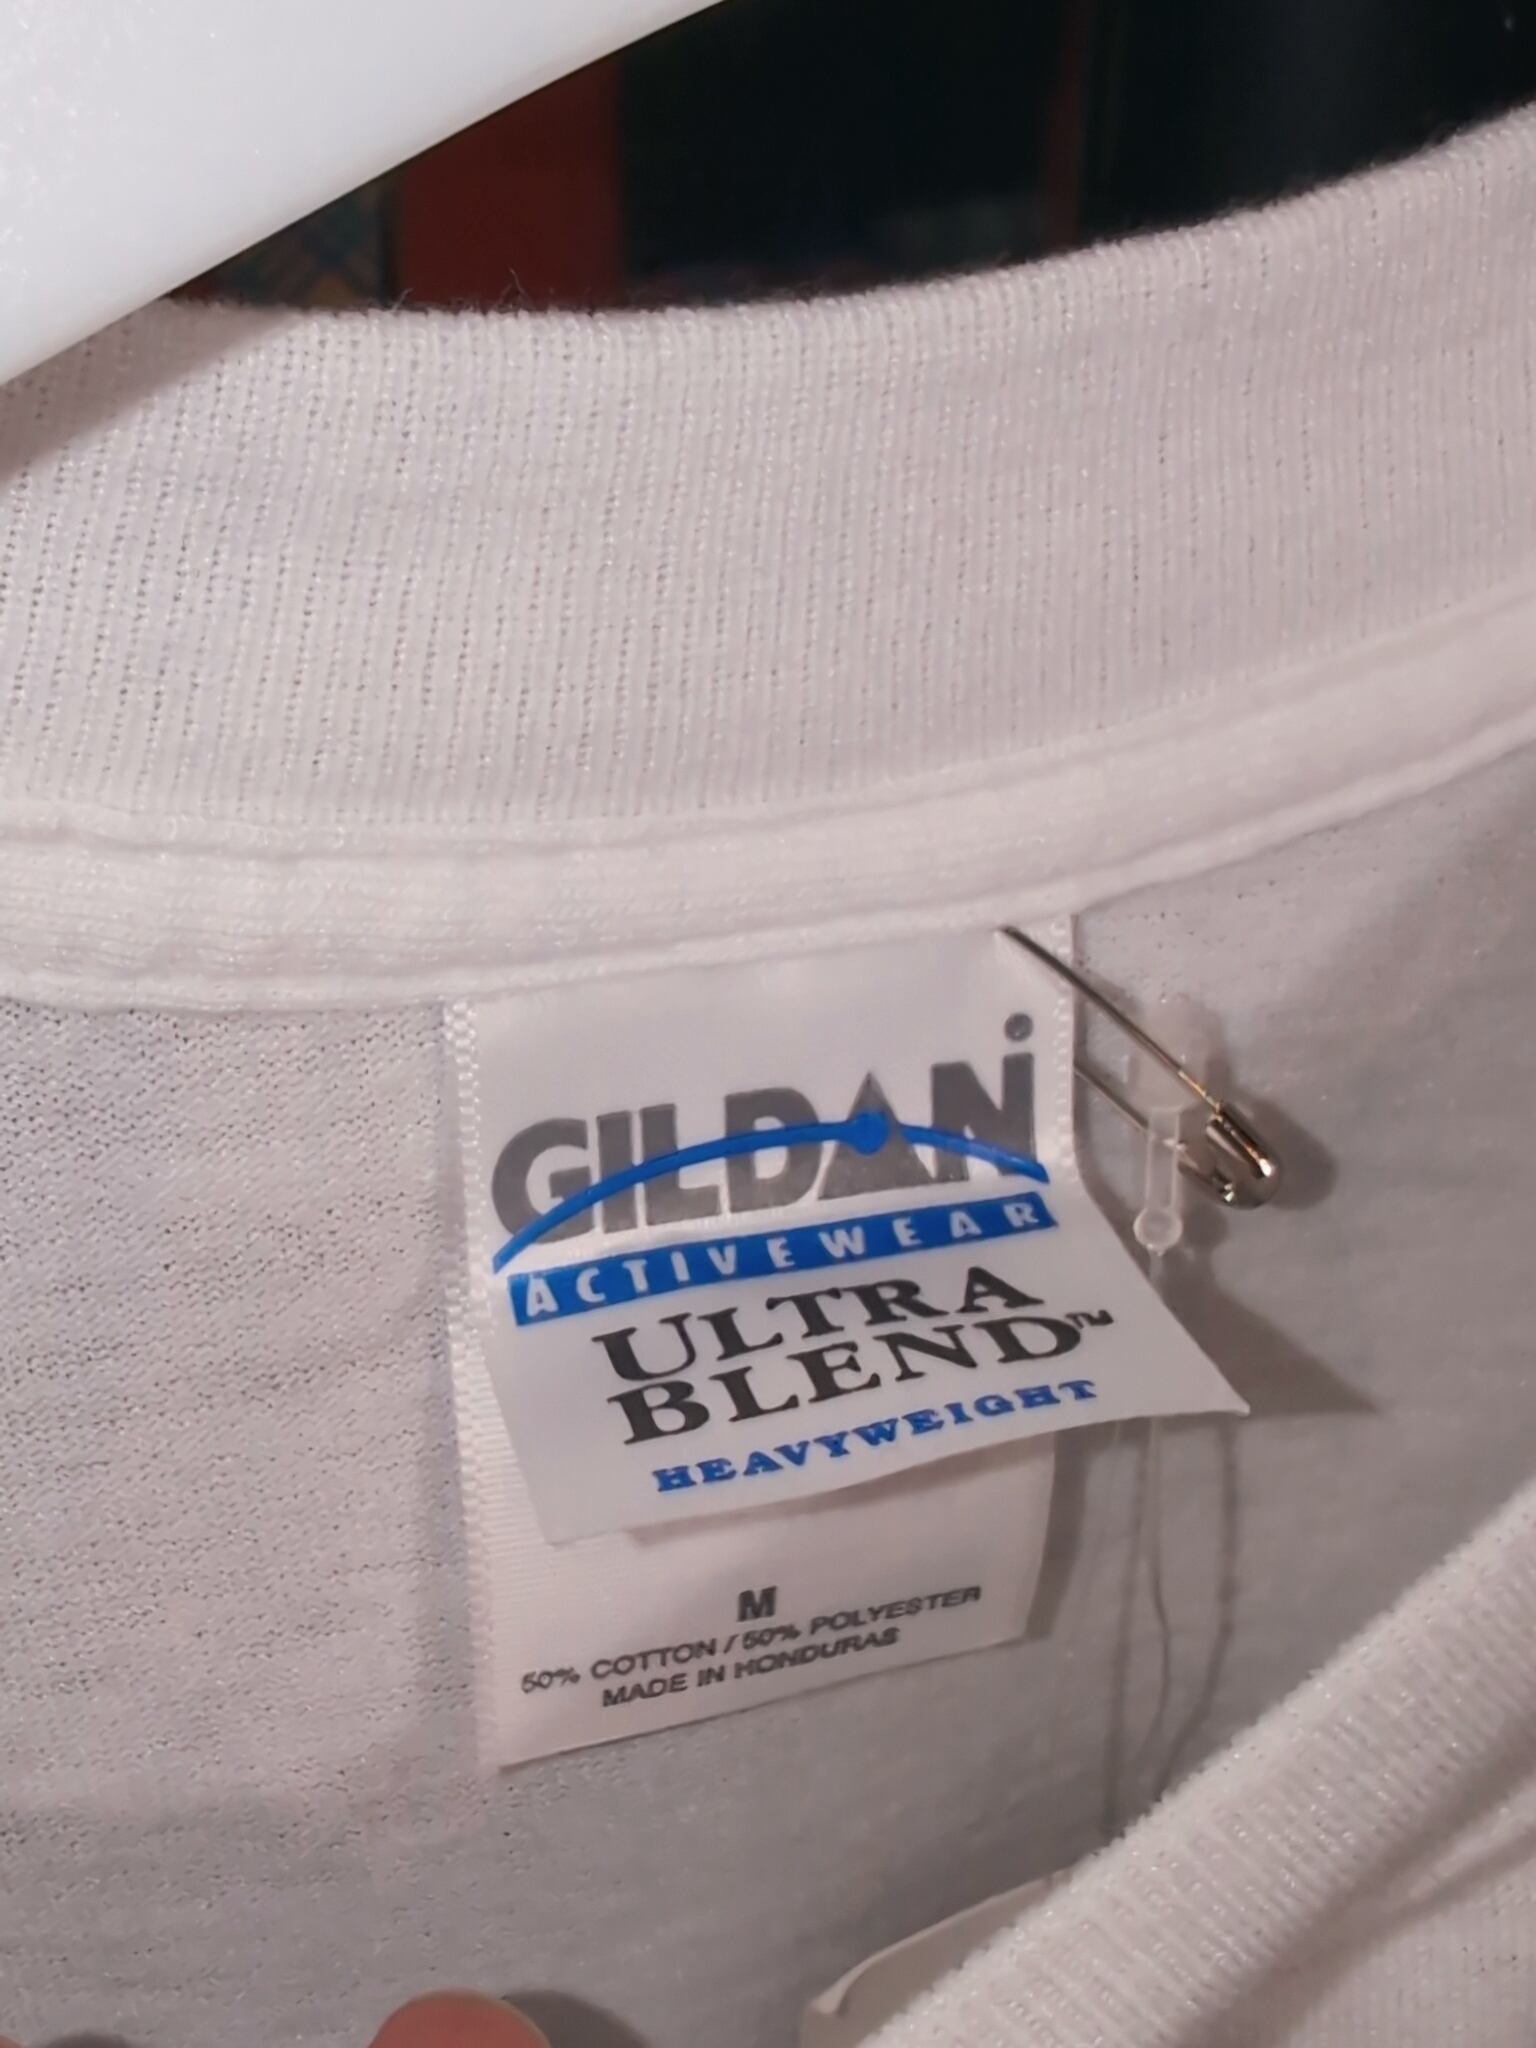 GILDAN
ACTIVEWEAR
ULTRA
BLEND™
HEAVYWEIGHT
M
50% COTTON / 50% POLYESTER
MADE IN HONDURAS